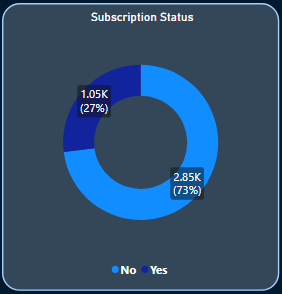 Subscription Status
1.05K
(27%)
2.85K
(73%)
No Yes